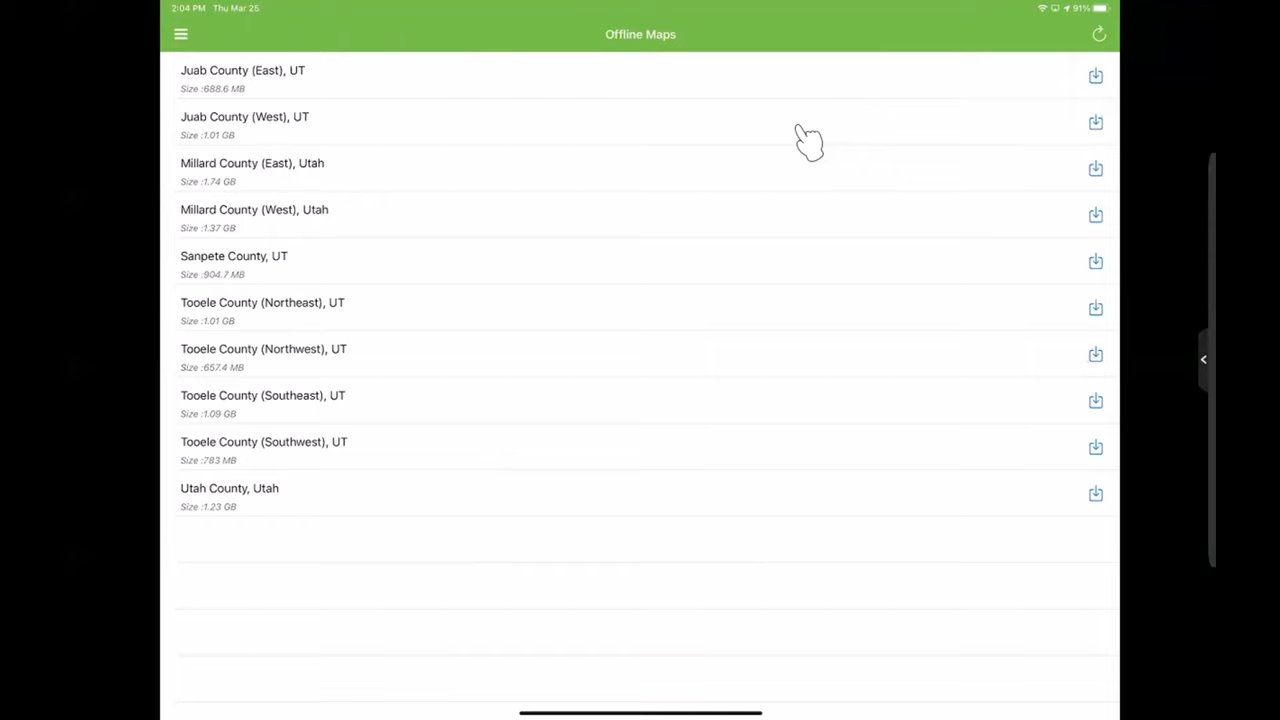 2:04 PM Thu Mar 25
91%
Offline Maps
Juab County (East), UT
Size :688.6 MB
Juab County (West), UT
Size :1.01 GB
Millard County (East), Utah
Size :1.74 GB
Millard County (West), Utah
Size :1.37 GB
Sanpete County, UT
Size :904.7 MB
Tooele County (Northeast), UT
Size :1.01 GB
Tooele County (Northwest), UT
Size :657.4 MB
Tooele County (Southeast), UT
Size :1.09 GB
Tooele County (Southwest), UT
Size :783 MB
Utah County, Utah
Size :1.23 GB